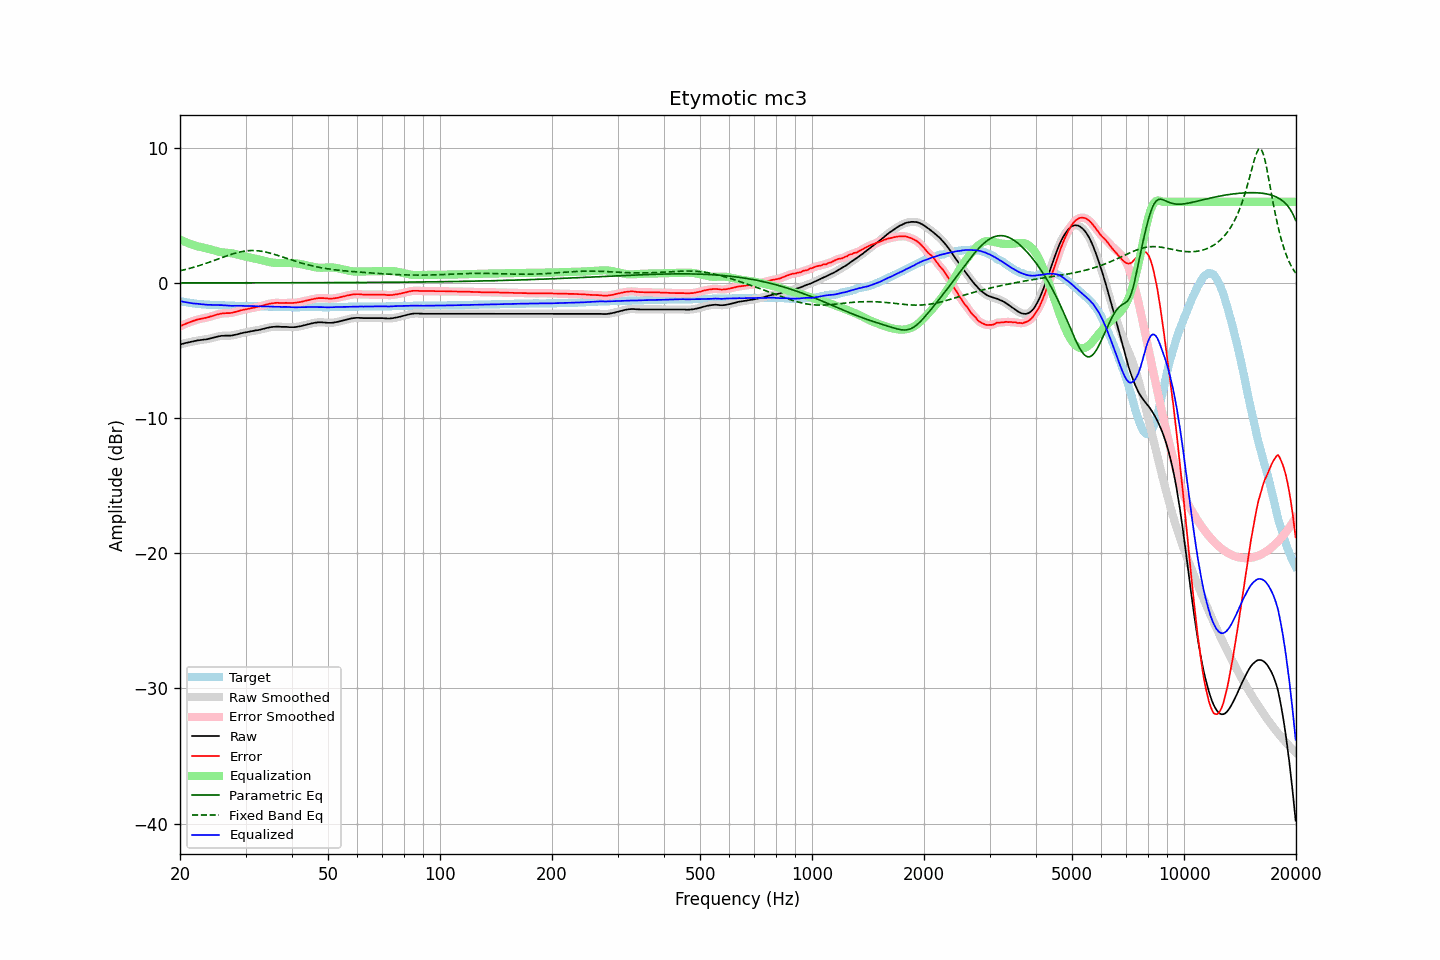 Etymotic mc3
Amplitude (dBr)
10
0
−10
−20
−30
−40
Target
Raw Smoothed
Error Smoothed
Raw
Error
Equalization
Parametric Eq
Fixed Band Eq
Equalized
20 50 100 200 500 1000 2000 5000 10000 20000
Frequency (Hz)